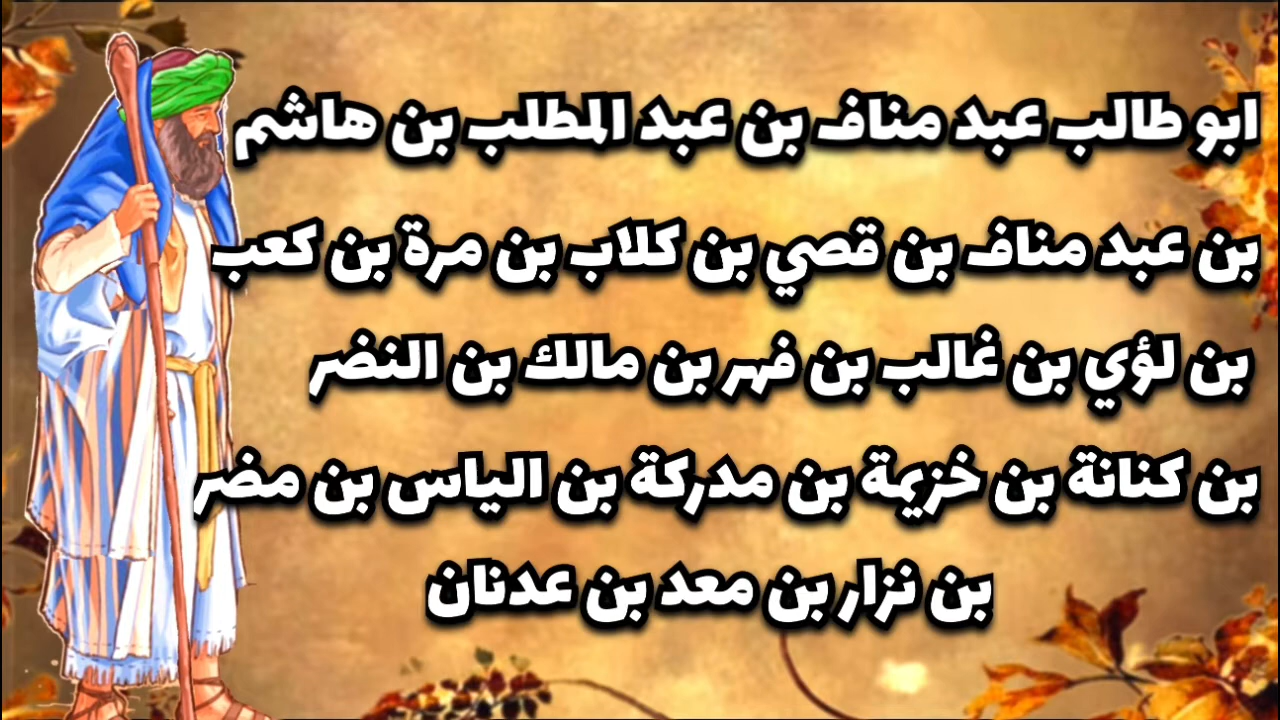 ابو طالب عبد مناف بن عبد المطلب بن هاشم
بن عبد مناف بن قصي بن كلاب بن مرة بن كعب
بن لؤي بن غالب بن فهر بن مالك بن النضر
بن كنانة بن خزيمة بن مدركة بن الياس بن مضر
بن نزار بن معد بن عدنان